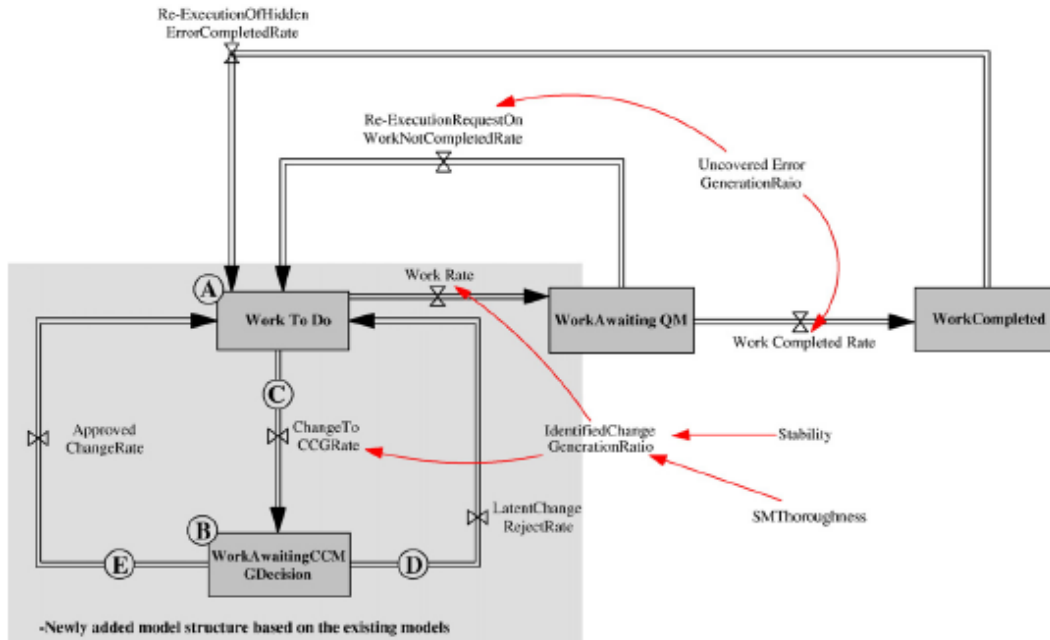 Re-ExecutionOfHidden
ErrorCompletedRate
Re-ExecutionRequestOn
WorkNotCompletedRate
Uncovered Error
GenerationRaio
A
Work Rate
Work To Do
WorkAwaiting QM
WorkCompleted
Work Completed Rate
C
Approved
ChangeRate
ChangeTo
CCGRate
IdentifiedChange
GenerationRatio
Stability
LatentChange
RejectRate
SMThoroughness
B
WorkAwaitingCCM
GDecision
E
D
-Newly added model structure based on the existing models